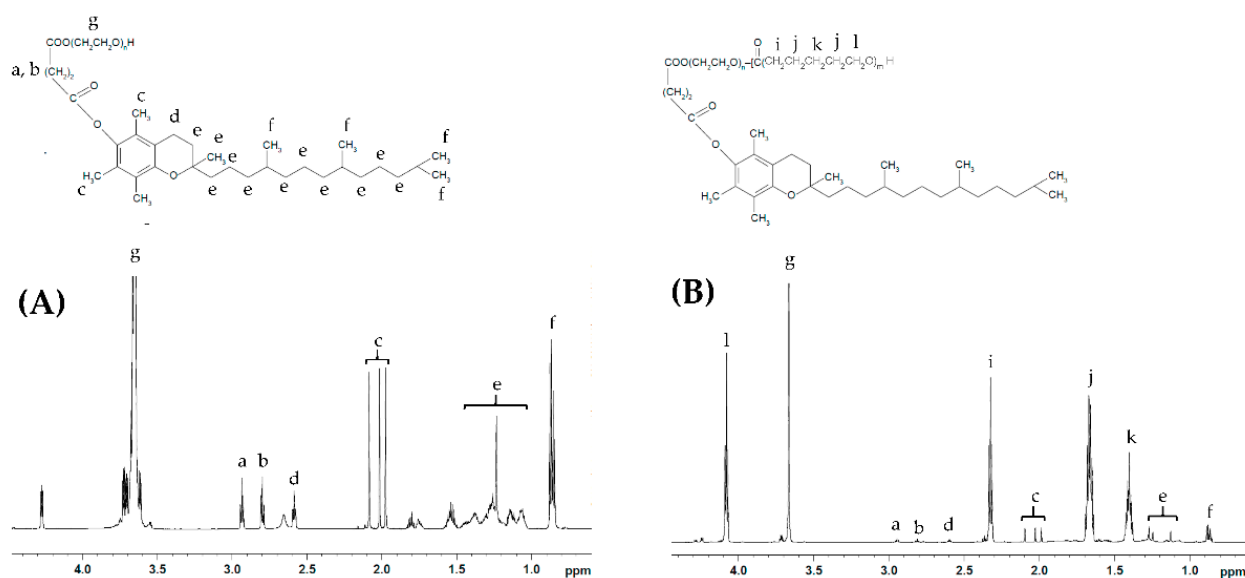 g
COO(CH₂CH₂O)ₙH
a, b
(CH₂)₂
O
O
c
CH₃
d
e
e
CH₃
e
f
CH₃
e
f
CH₃
e
f
CH₃
CH₃
f
H₃C
c
CH₃
O
e
e
e
e
e
e
O
i
j
k
j
l
COO(CH₂CH₂O)ₙ-[C(CH₂CH₂CH₂CH₂CH₂O)ₘ H
(CH₂)₂
O
O
CH₃
CH₃
CH₃
CH₃
CH₃
CH₃
H₃C
CH₃
O
(A)
g
a
b
d
c
e
f
4.0 3.5 3.0 2.5 2.0 1.5 1.0 ppm
(B)
l
g
a
b
d
i
c
j
k
e
f
4.0 3.5 3.0 2.5 2.0 1.5 1.0 ppm